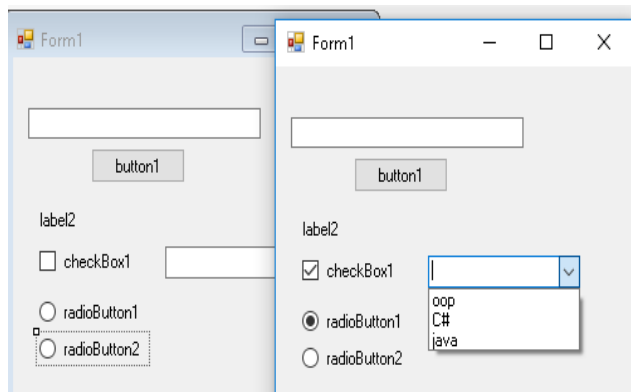 Form1
button1
label2
checkBox1
radioButton1
radioButton2
Form1
button1
label2
checkBox1
oop
C#
java
radioButton1
radioButton2